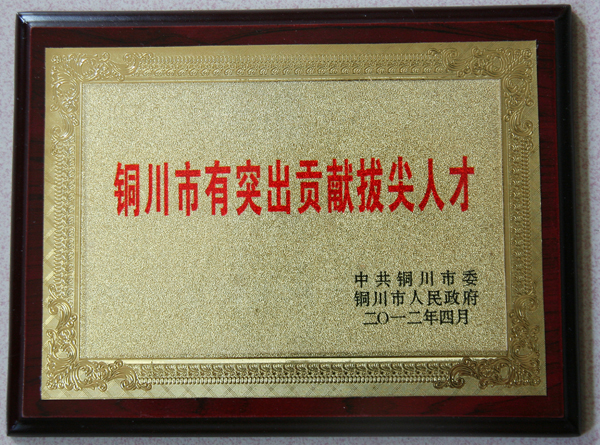 铜川市有突出贡献拔尖人才
中共铜川市委
铜川市人民政府
二〇一二年四月